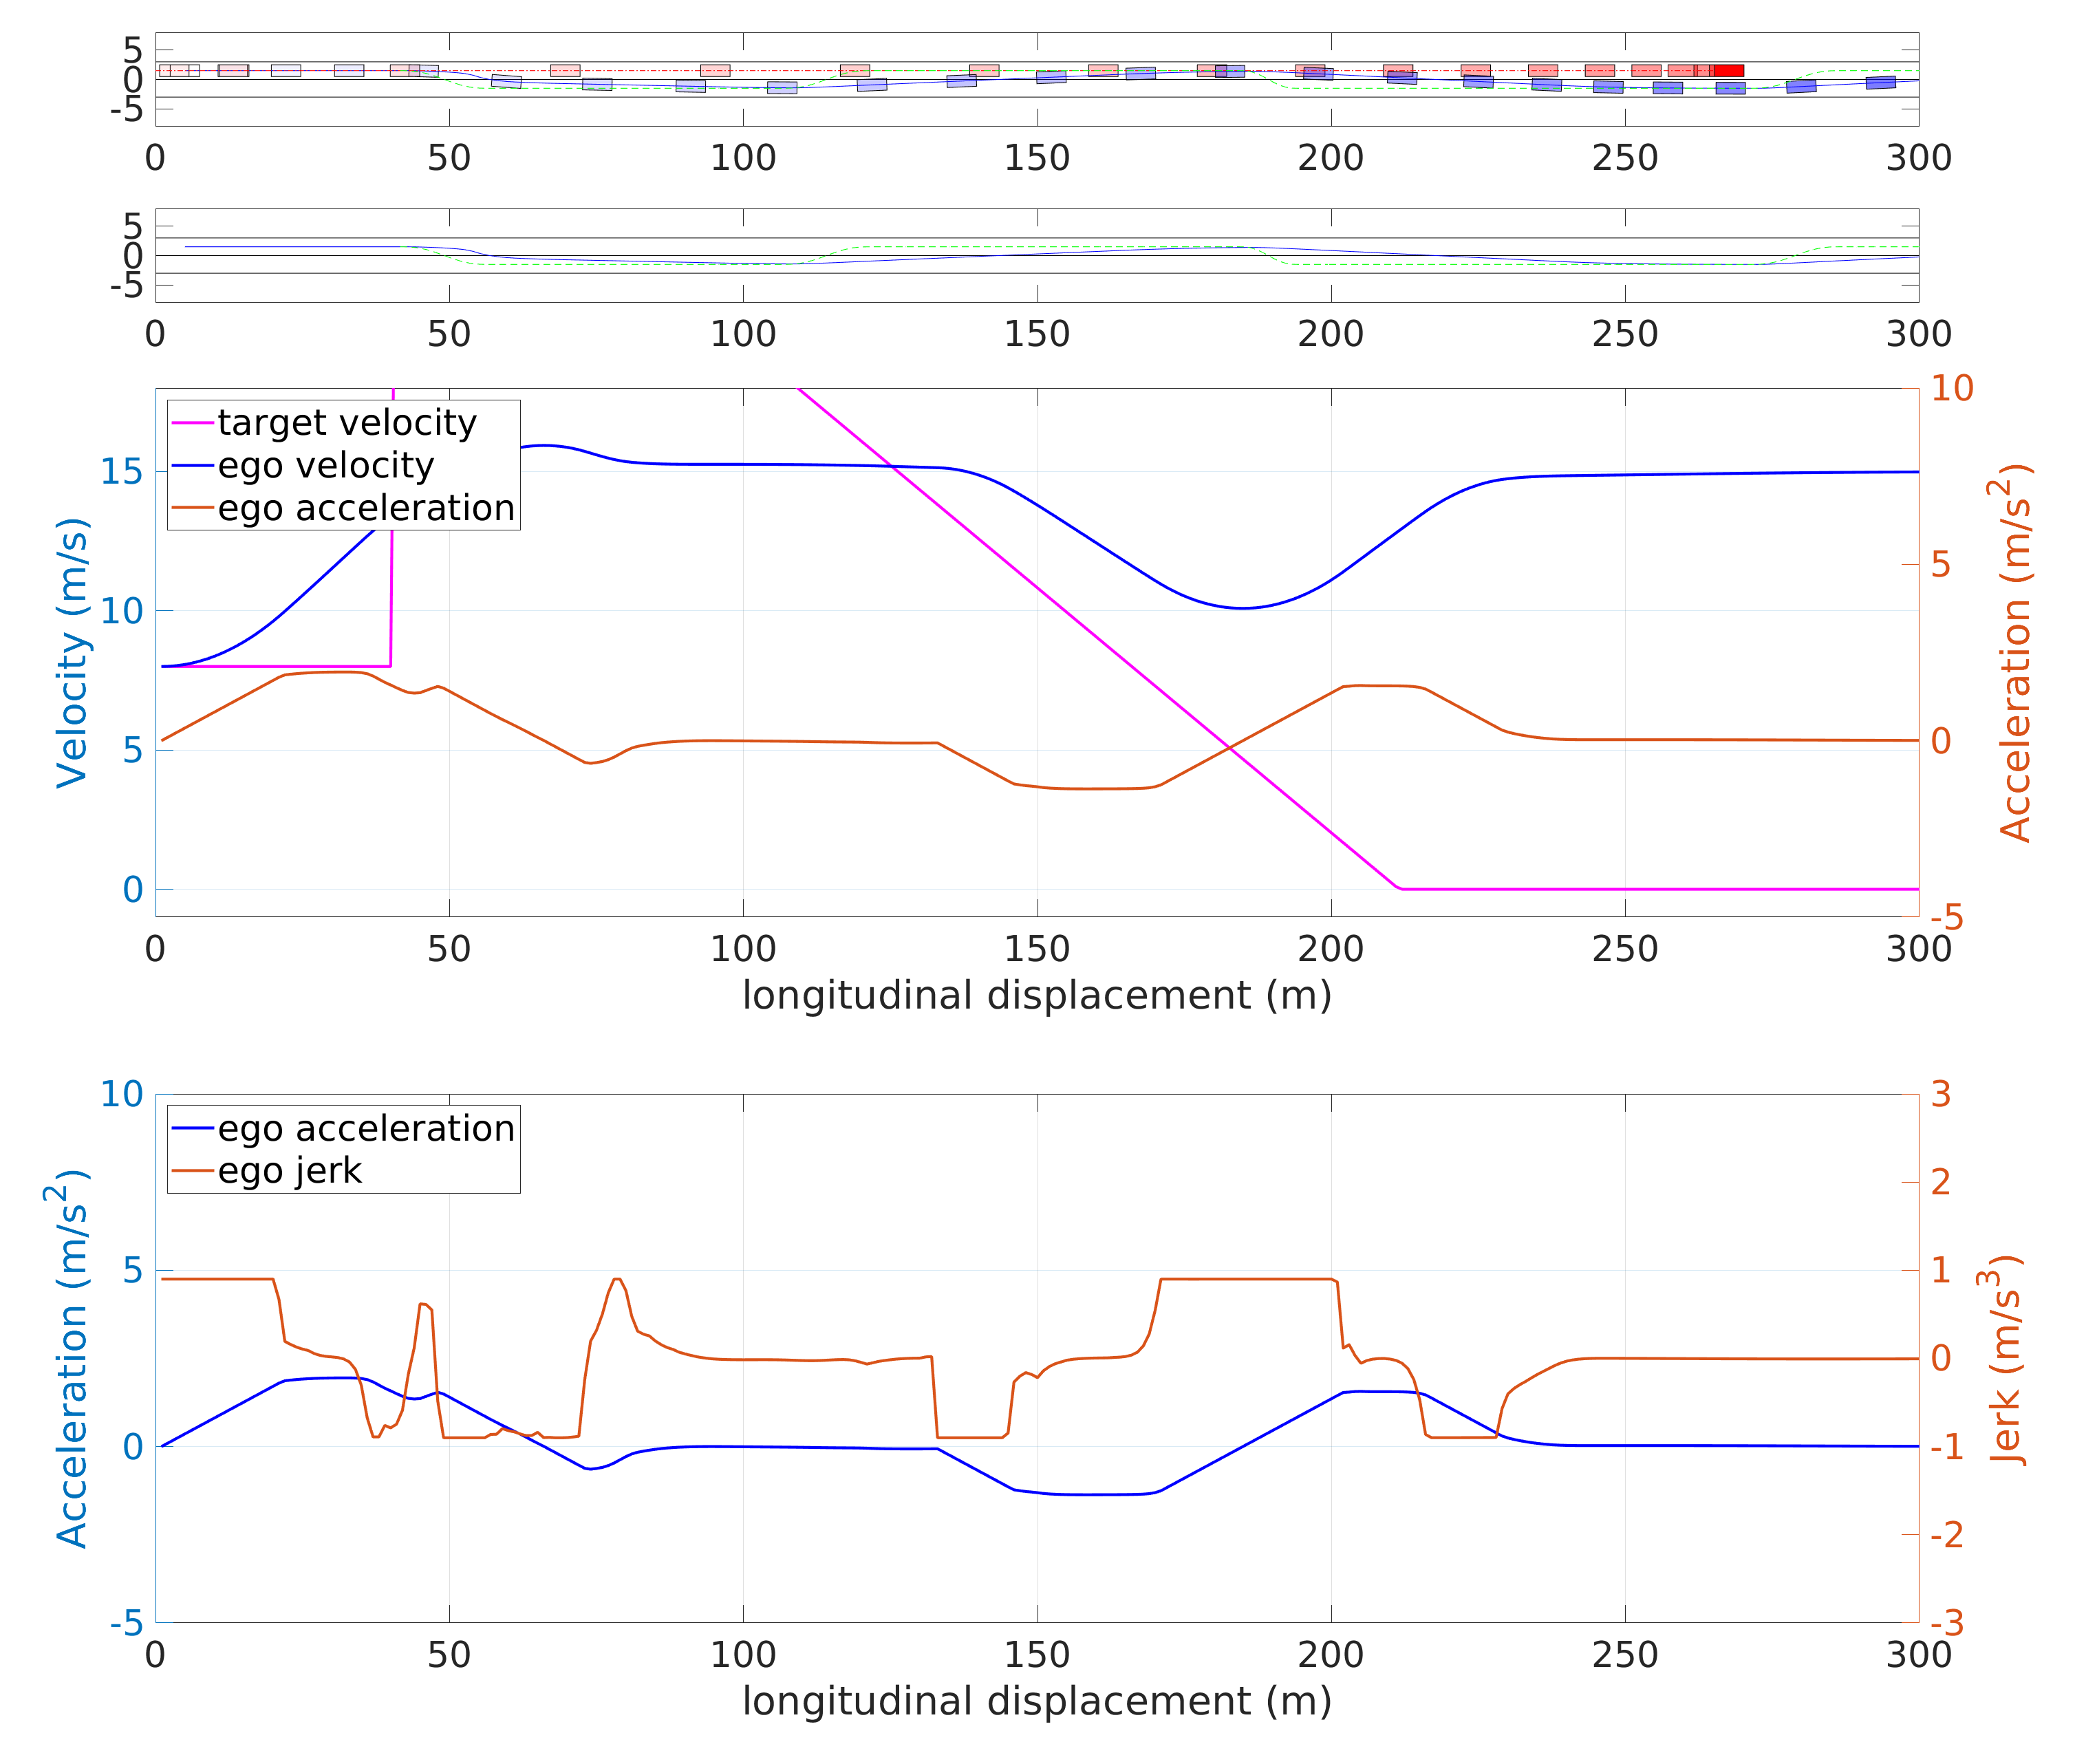 5
0
-5
0 50 100 150 200 250 300
5
0
-5
0 50 100 150 200 250 300
target velocity
ego velocity
ego acceleration
15
10
5
0
Velocity (m/s)
10
5
0
-5
Acceleration (m/s²)
0 50 100 150 200 250 300
longitudinal displacement (m)
ego acceleration
ego jerk
10
5
0
-5
Acceleration (m/s²)
3
2
1
0
-1
-2
-3
Jerk (m/s³)
0 50 100 150 200 250 300
longitudinal displacement (m)